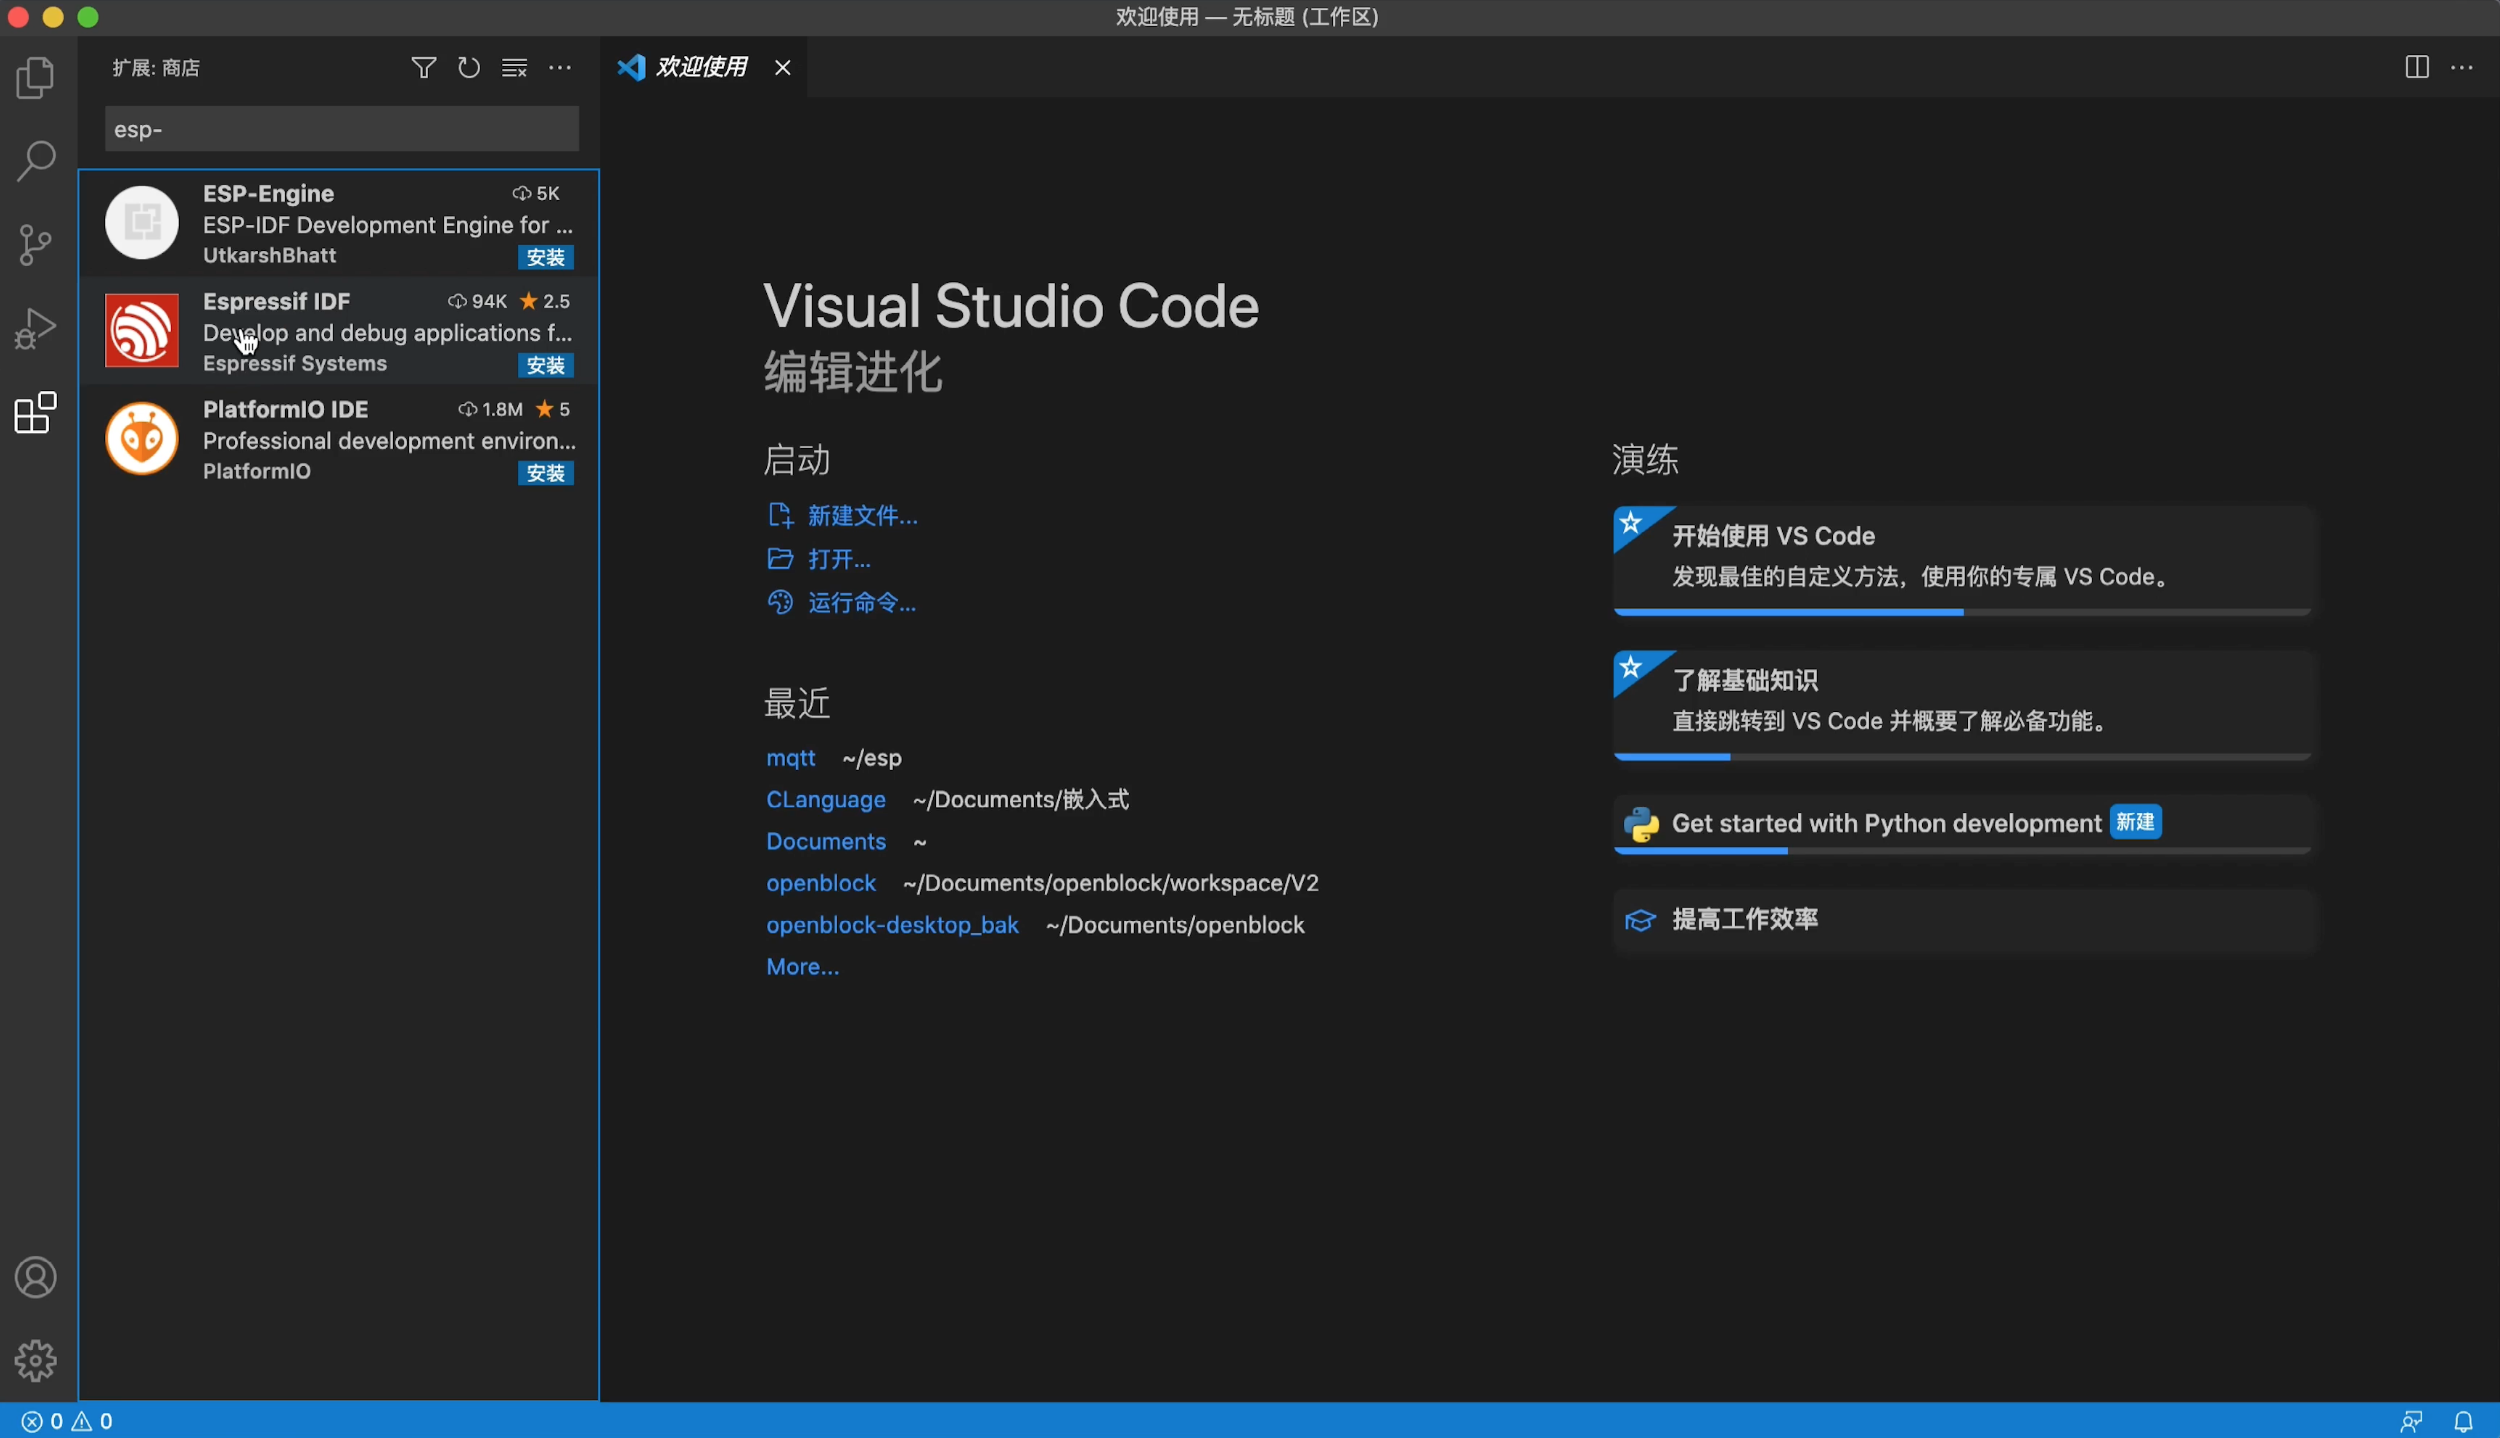 欢迎使用 — 无标题 (工作区)
扩展: 商店
欢迎使用
esp-
ESP-Engine 5K
ESP-IDF Development Engine for ...
UtkarshBhatt 安装
Espressif IDF 94K 2.5
Develop and debug applications f...
Espressif Systems 安装
PlatformIO IDE 1.8M 5
Professional development environ...
PlatformIO 安装
Visual Studio Code
编辑进化
启动
新建文件...
打开...
运行命令...
最近
mqtt ~/esp
CLanguage ~/Documents/嵌入式
Documents ~
openblock ~/Documents/openblock/workspace/V2
openblock-desktop_bak ~/Documents/openblock
More...
演练
开始使用 VS Code
发现最佳的自定义方法，使用你的专属 VS Code。
了解基础知识
直接跳转到 VS Code 并概要了解必备功能。
Get started with Python development 新建
提高工作效率
0 0